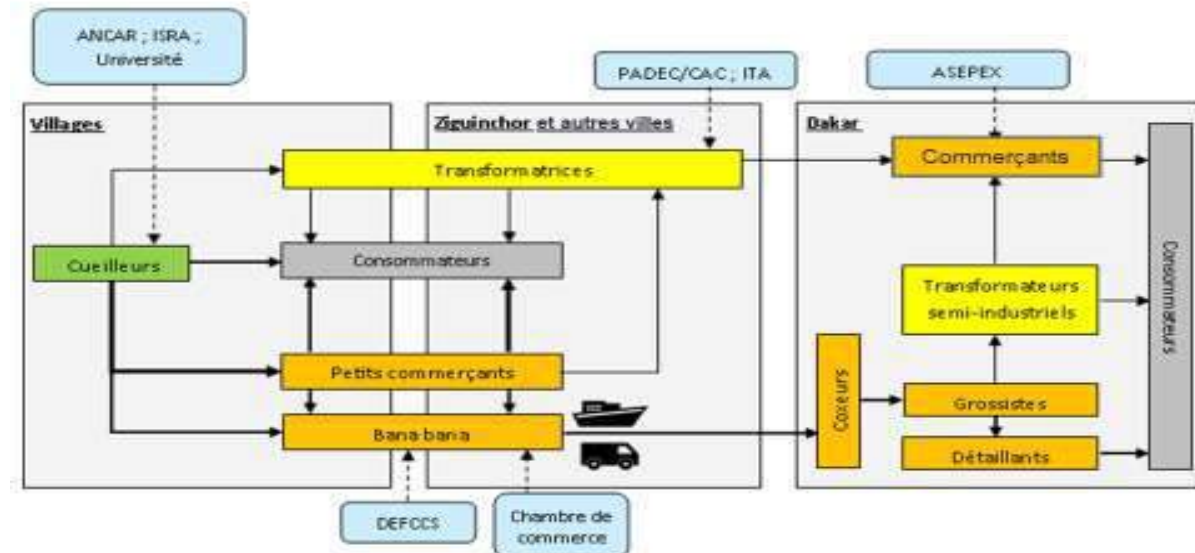 ANCAR ; ISRA ;
Université
PADEC/CAC ; ITA
ASEPEX
Villages
Ziguinchor et autres villes
Dakar
Transformatrices
Commerçants
Cueilleurs
Consommateurs
Consommateurs
Transformateurs
semi-industriels
Petits commerçants
Coxeurs
Grossistes
Bana-bana
Détaillants
DEFCCS
Chambre de
commerce